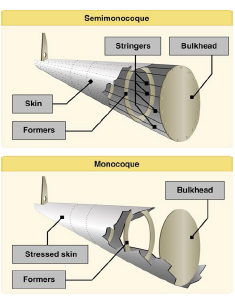 Semimonocoque
Stringers
Bulkhead
Skin
Formers
Monocoque
Bulkhead
Stressed skin
Formers